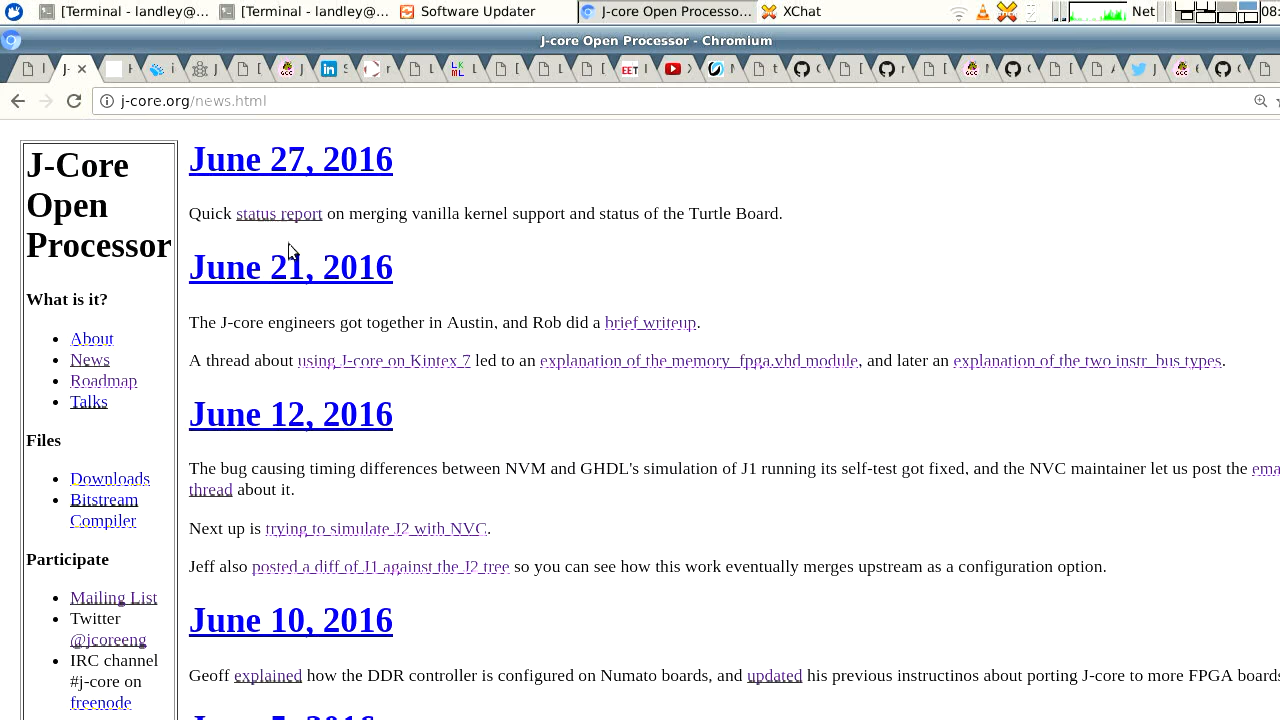 [Terminal - landley@... [Terminal - landley@... Software Updater J-core Open Processo... XChat Net 08:
J-core Open Processor - Chromium
J-
j-core.org/news.html
J-Core
Open
Processor
What is it?
About
News
Roadmap
Talks
Files
Downloads
Bitstream
Compiler
Participate
Mailing List
Twitter
@jcoreeng
IRC channel
#j-core on
freenode
June 27, 2016
Quick status report on merging vanilla kernel support and status of the Turtle Board.
June 21, 2016
The J-core engineers got together in Austin, and Rob did a brief writeup.
A thread about using J-core on Kintex 7 led to an explanation of the memory_fpga.vhd module, and later an explanation of the two instr_bus types.
June 12, 2016
The bug causing timing differences between NVM and GHDL's simulation of J1 running its self-test got fixed, and the NVC maintainer let us post the ema
thread about it.
Next up is trying to simulate J2 with NVC.
Jeff also posted a diff of J1 against the J2 tree so you can see how this work eventually merges upstream as a configuration option.
June 10, 2016
Geoff explained how the DDR controller is configured on Numato boards, and updated his previous instructinos about porting J-core to more FPGA boards